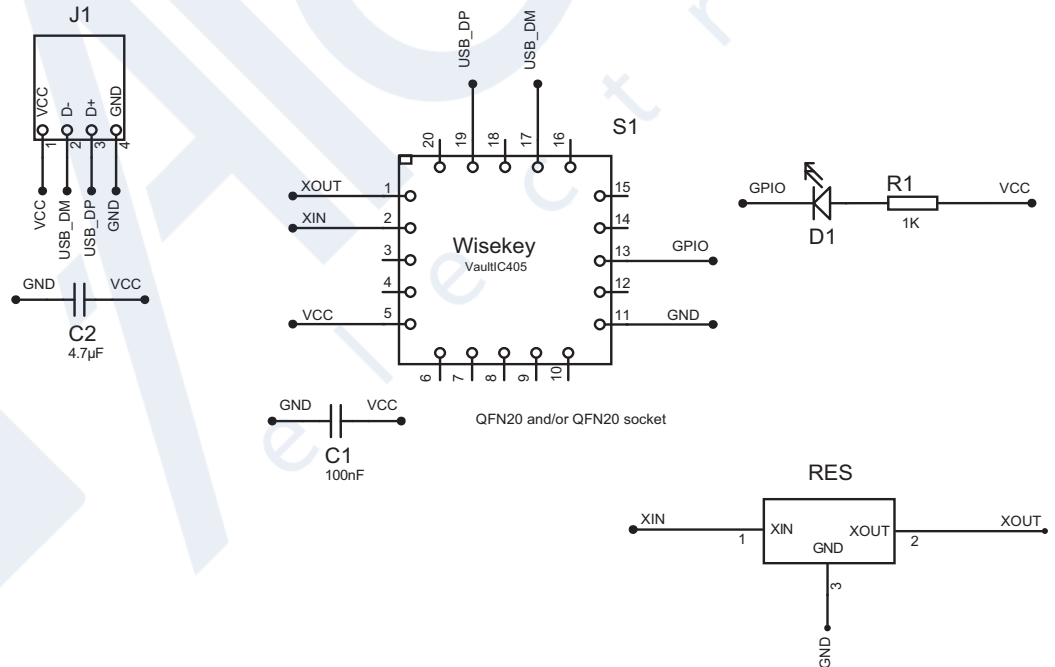 J1
VCC
D-
D+
GND
1
2
3
4
VCC
USB_DM
USB_DP
GND
GND
VCC
C2
4.7µF
USB_DP
USB_DM
S1
20
19
18
17
16
XOUT
1
XIN
2
3
4
VCC
5
15
14
13
GPIO
12
11
GND
Wisekey
VaultIC405
6
7
8
9
10
GND
VCC
C1
100nF
QFN20 and/or QFN20 socket
GPIO
D1
R1
1K
VCC
RES
XIN
1
XIN
XOUT
GND
2
XOUT
3
GND
e l e c t r